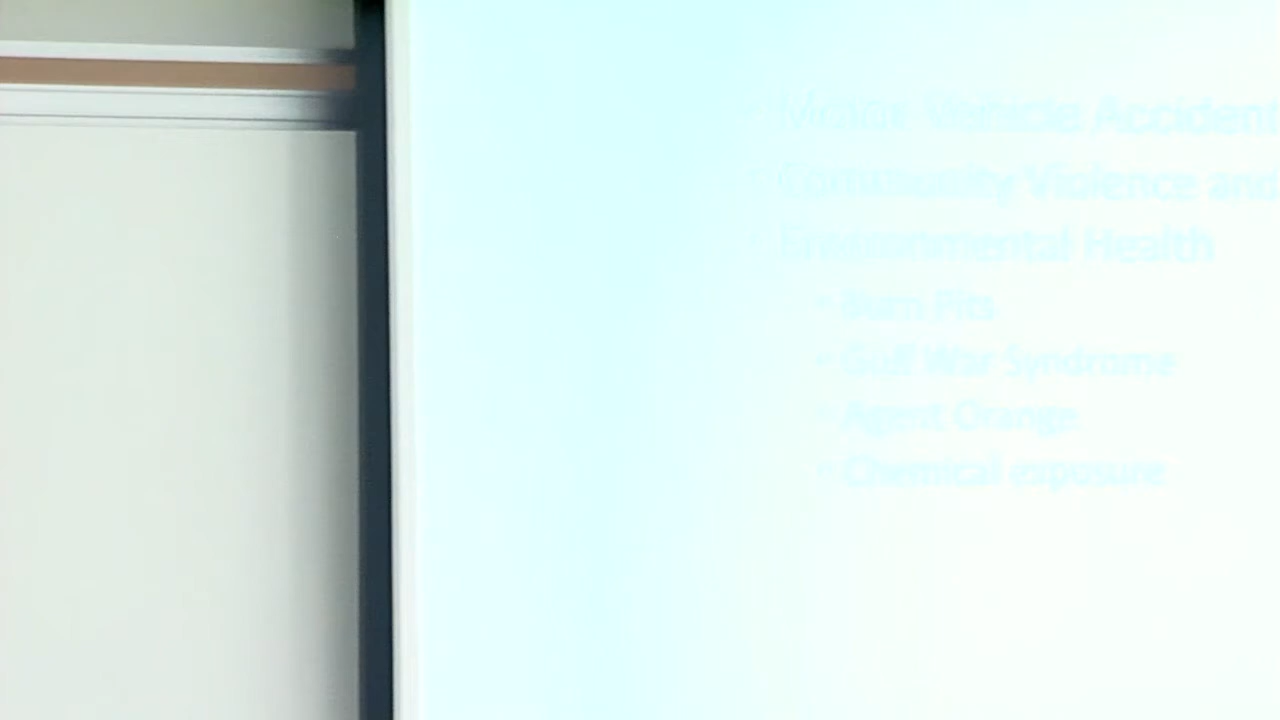 • Motor Vehicle Accident
• Community Violence and
• Environmental Health
• Burn Pits
• Gulf War Syndrome
• Agent Orange
• Chemical exposure